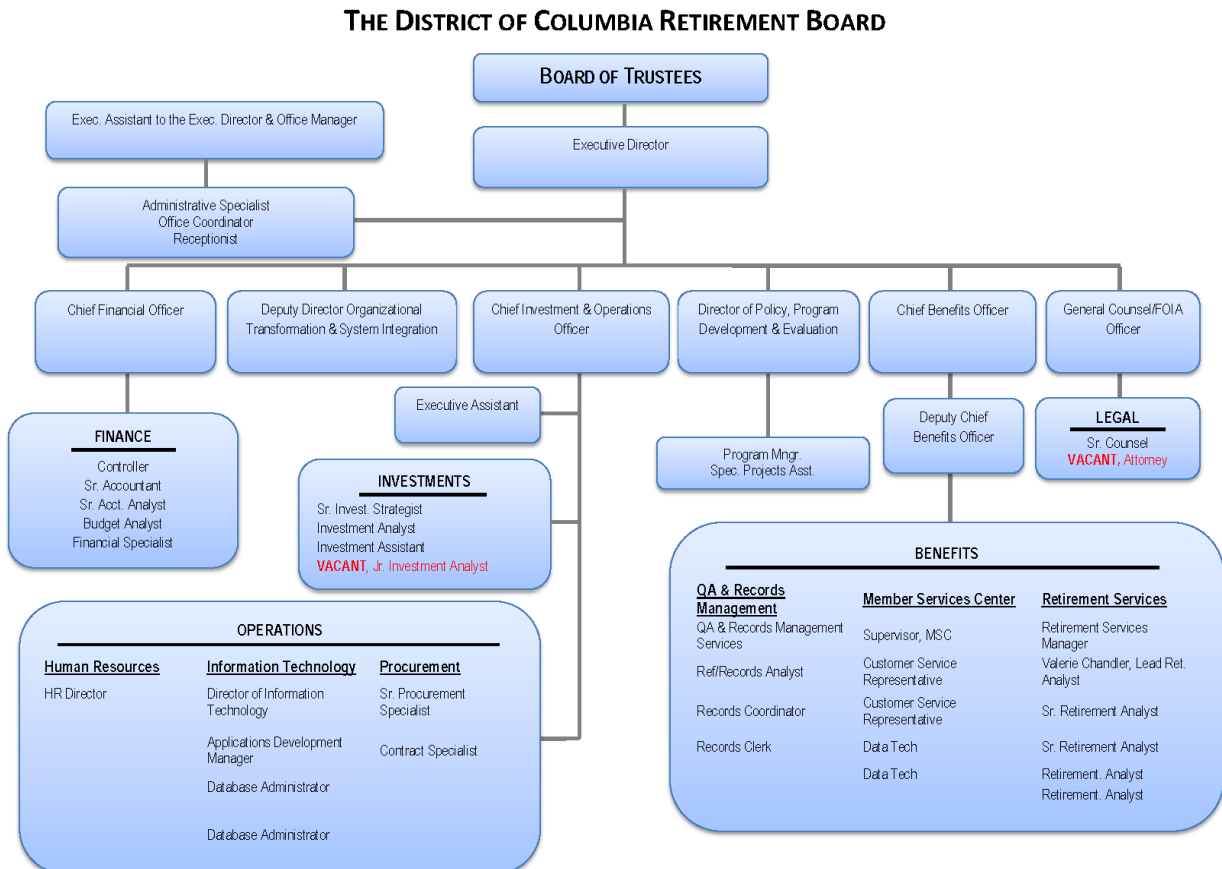 THE DISTRICT OF COLUMBIA RETIREMENT BOARD
BOARD OF TRUSTEES
Exec. Assistant to the Exec. Director & Office Manager
Executive Director
Administrative Specialist
Office Coordinator
Receptionist
Chief Financial Officer
Deputy Director Organizational
Transformation & System Integration
Chief Investment & Operations
Officer
Director of Policy, Program
Development & Evaluation
Chief Benefits Officer
General Counsel/FOIA
Officer
FINANCE
Controller
Sr. Accountant
Sr. Acct. Analyst
Budget Analyst
Financial Specialist
Executive Assistant
INVESTMENTS
Sr. Invest. Strategist
Investment Analyst
Investment Assistant
VACANT, Jr. Investment Analyst
Program Mngr.
Spec. Projects Asst.
Deputy Chief
Benefits Officer
LEGAL
Sr. Counsel
VACANT, Attorney
OPERATIONS
Human Resources
HR Director
Information Technology
Director of Information
Technology
Applications Development
Manager
Database Administrator
Database Administrator
Procurement
Sr. Procurement
Specialist
Contract Specialist
BENEFITS
QA & Records
Management
QA & Records Management
Services
Ref/Records Analyst
Records Coordinator
Records Clerk
Member Services Center
Supervisor, MSC
Customer Service
Representative
Customer Service
Representative
Data Tech
Data Tech
Retirement Services
Retirement Services
Manager
Valerie Chandler, Lead Ret.
Analyst
Sr. Retirement Analyst
Sr. Retirement Analyst
Retirement. Analyst
Retirement. Analyst